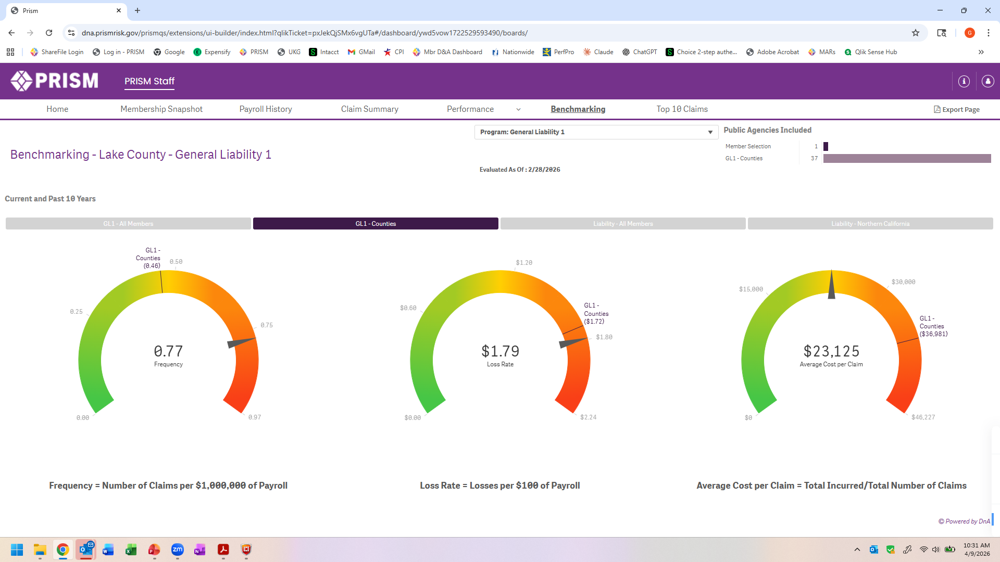 Prism
dna.prismrisk.gov/prismqs/extensions/ui-builder/index.html?qlikTicket=pxJekQjSMx6vgUTa#/dashboard/ywd5vow1722529593490/boards/
G
ShareFile Login
Log in - PRISM
Google
Expensify
PRISM
UKG
Intacct
GMail
CPI
Mbr D&A Dashboard
Nationwide
PerfPro
Claude
ChatGPT
Choice 2-step authe...
Adobe Acrobat
MARs
Qlik Sense Hub
PRISM
PRISM Staff
Home
Membership Snapshot
Payroll History
Claim Summary
Performance
Benchmarking
Top 10 Claims
Export Page
Program: General Liability 1
Public Agencies Included
Member Selection 1
GL1 - Counties 37
Benchmarking - Lake County - General Liability 1
Evaluated As Of : 2/28/2026
Current and Past 10 Years
GL1 - All Members
GL1 - Counties
Liability - All Members
Liability - Northern California
GL1 -
Counties
(0.46)
0.50
0.25
0.75
0.77
Frequency
0.00
0.97
$1.20
$0.60
GL1 -
Counties
($1.72)
$1.80
$1.79
Loss Rate
$0.00
$2.24
$15,000
$30,000
GL1 -
Counties
($36,981)
$23,125
Average Cost per Claim
$0
$46,227
Frequency = Number of Claims per $1,000,000 of Payroll
Loss Rate = Losses per $100 of Payroll
Average Cost per Claim = Total Incurred/Total Number of Claims
© Powered by DnA
10:31 AM
4/9/2026